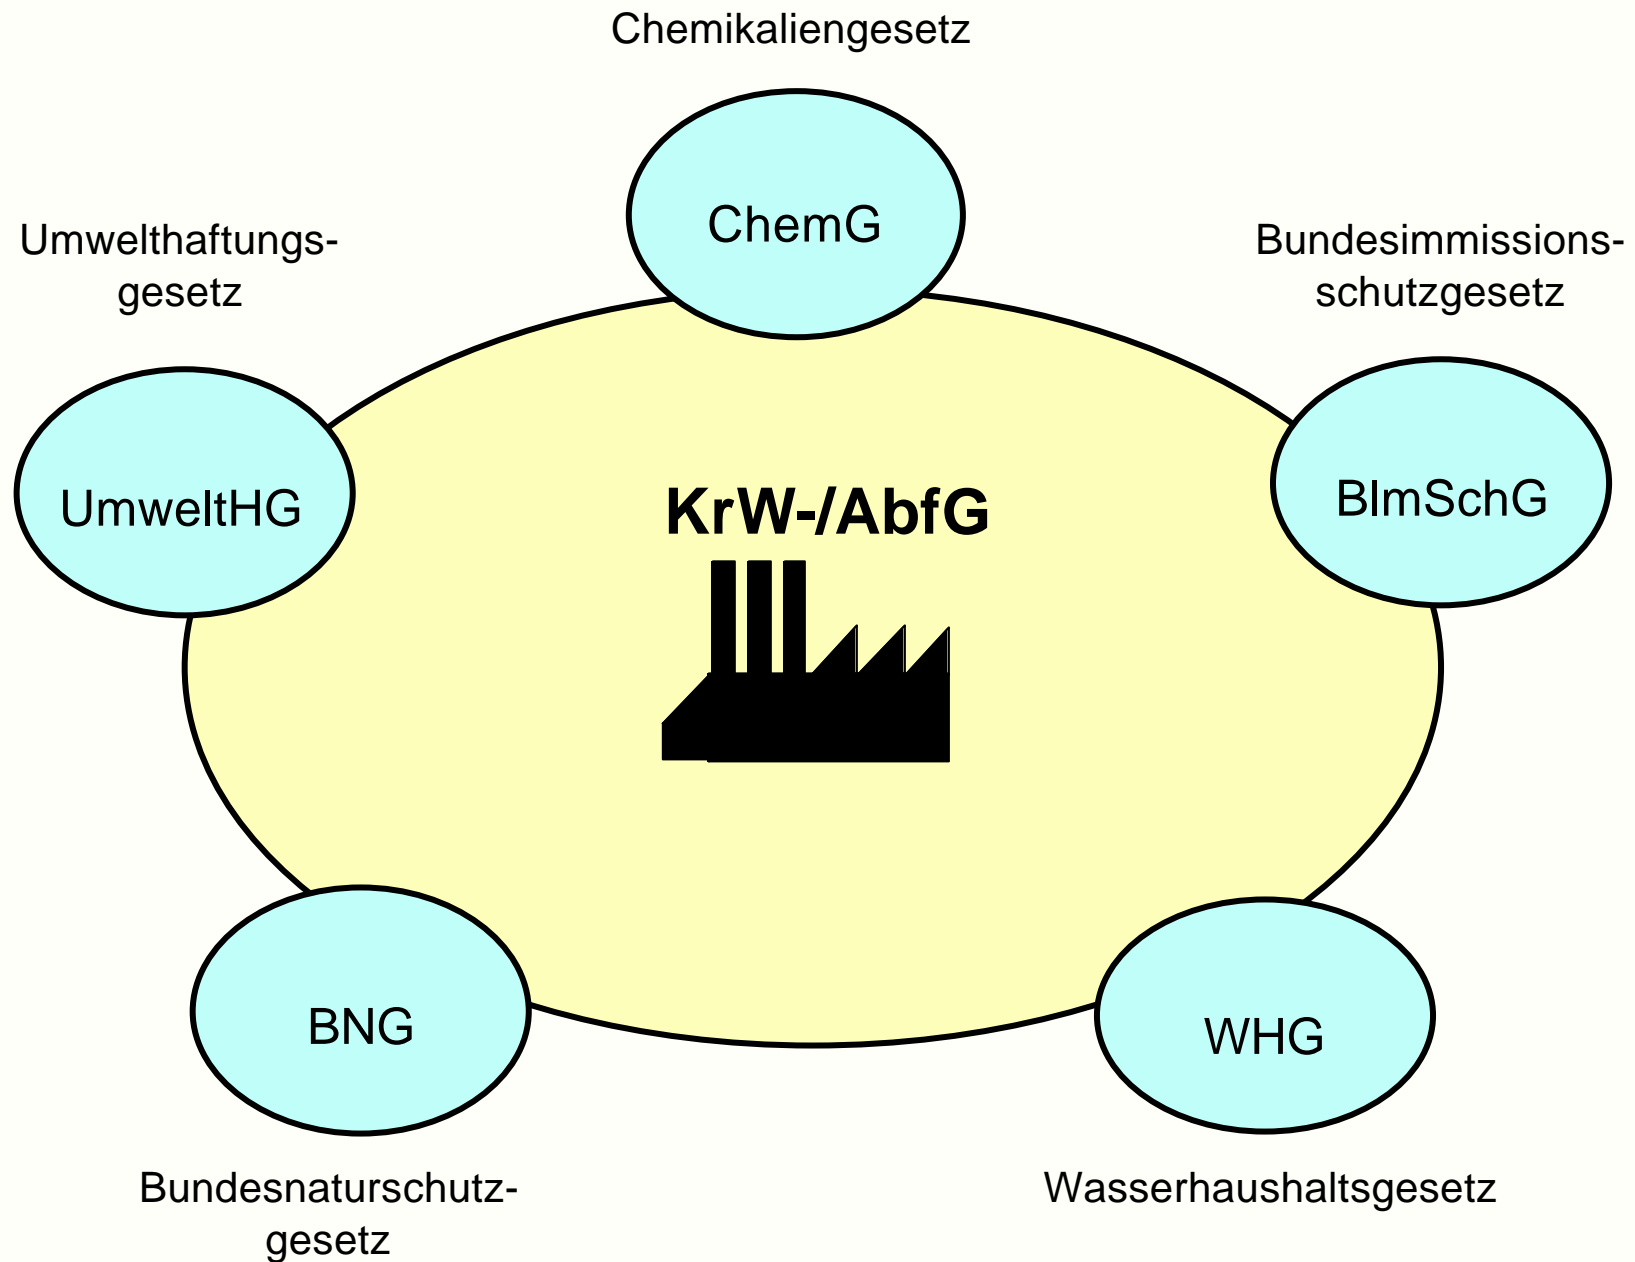 Chemikaliengesetz
ChemG
Umwelthaftungs-
gesetz
Bundesimmissions-
schutzgesetz
UmweltHG
KrW-/AbfG
BImSchG
BNG
WHG
Bundesnaturschutz-
gesetz
Wasserhaushaltsgesetz